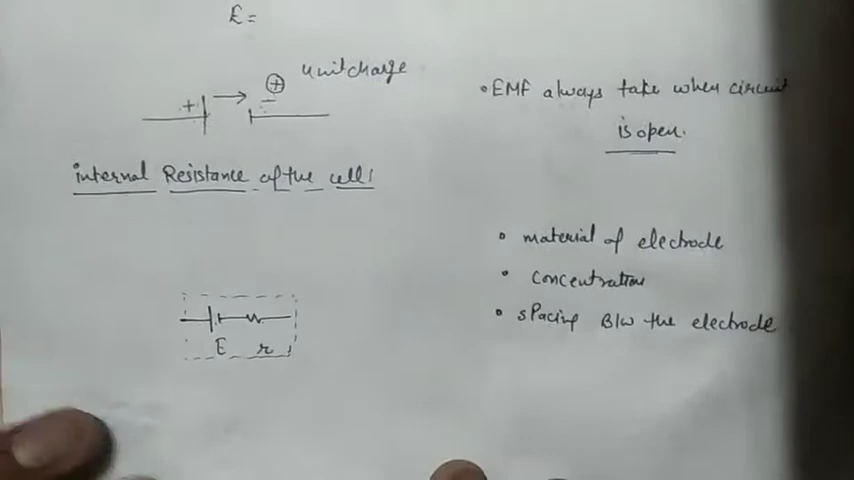 E =
unit charge
+
+ -
• EMF always take when circuit
is open.
internal Resistance of the cell:
• material of electrode
• concentration
• spacing B/w the electrode
E r